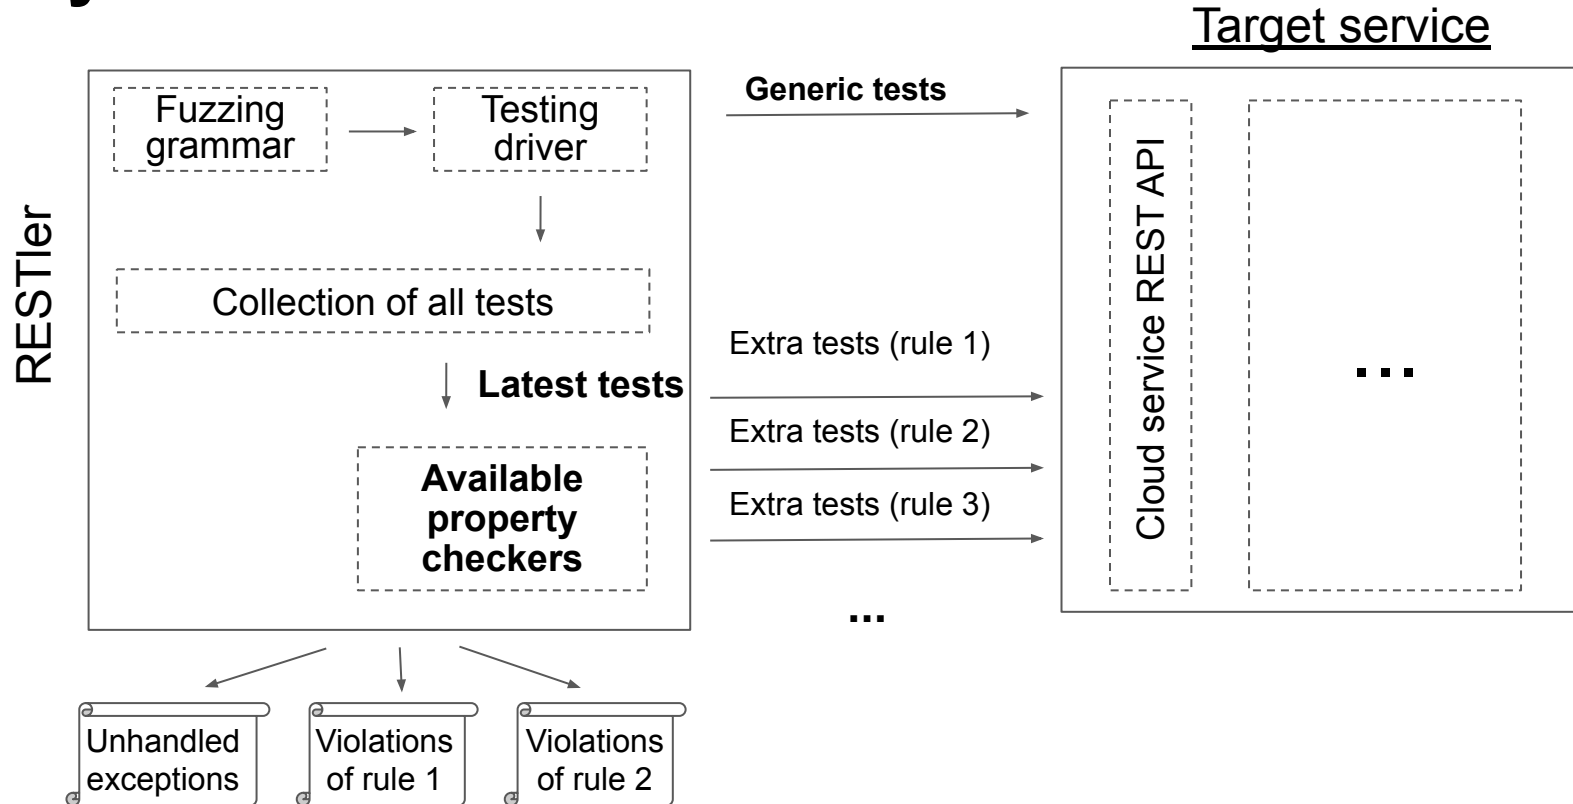 Target service
RESTler
Fuzzing
grammar
Testing
driver
Generic tests
Collection of all tests
Latest tests
Available
property
checkers
Extra tests (rule 1)
Extra tests (rule 2)
Extra tests (rule 3)
...
Cloud service REST API
...
Unhandled
exceptions
Violations
of rule 1
Violations
of rule 2